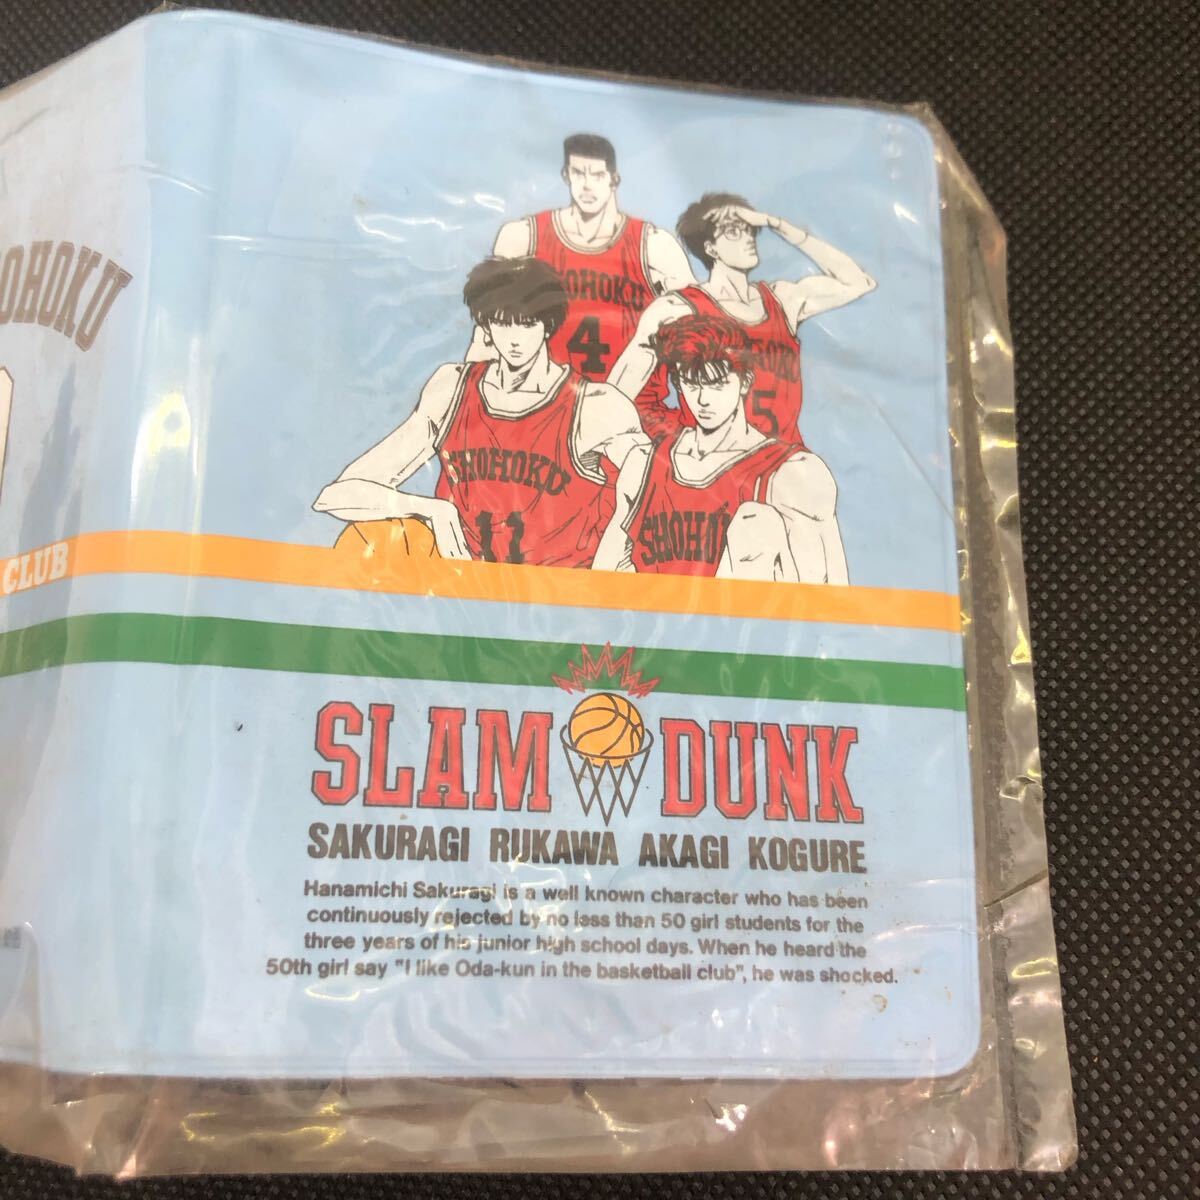 OHOKU
CLUB
SHOHOKU
4
5
SHOHOKU
11
SHOHO
SLAM DUNK
SAKURAGI RUKAWA AKAGI KOGURE
Hanamichi Sakuragi is a well known character who has been
continuously rejected by no less than 50 girl students for the
three years of his junior high school days. When he heard the
50th girl say "I like Oda-kun in the basketball club", he was shocked.